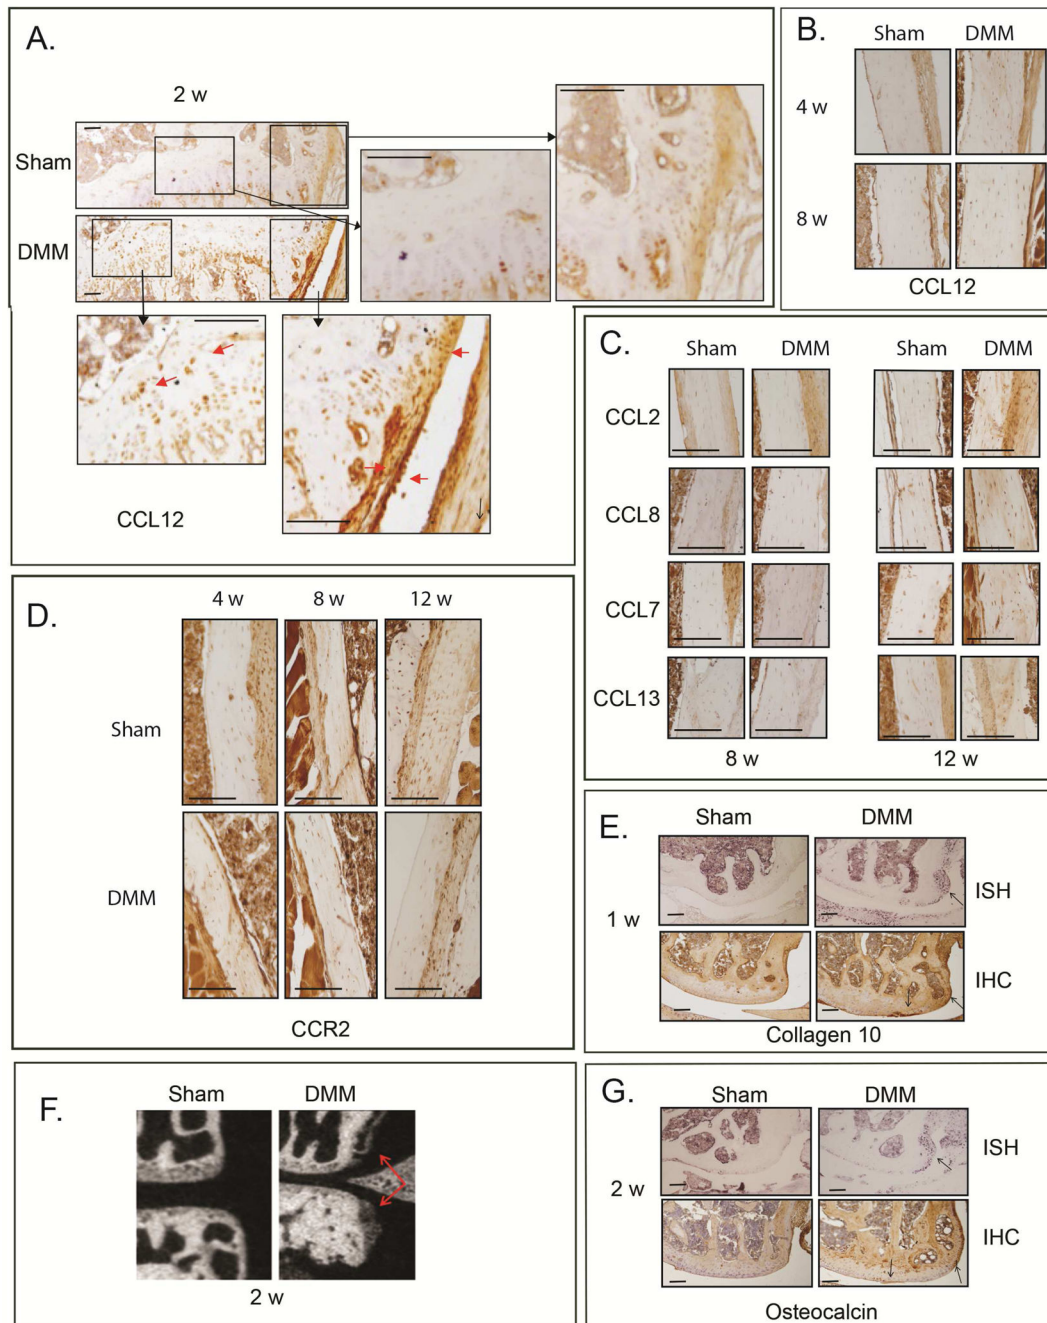 A.
2 w
Sham
DMM
CCL12
B.
Sham DMM
4 w
8 w
CCL12
C.
Sham DMM Sham DMM
CCL2
CCL8
CCL7
CCL13
8 w 12 w
D.
4 w 8 w 12 w
Sham
DMM
CCR2
E.
Sham DMM
ISH
1 w
IHC
Collagen 10
F.
Sham DMM
2 w
G.
Sham DMM
ISH
2 w
IHC
Osteocalcin